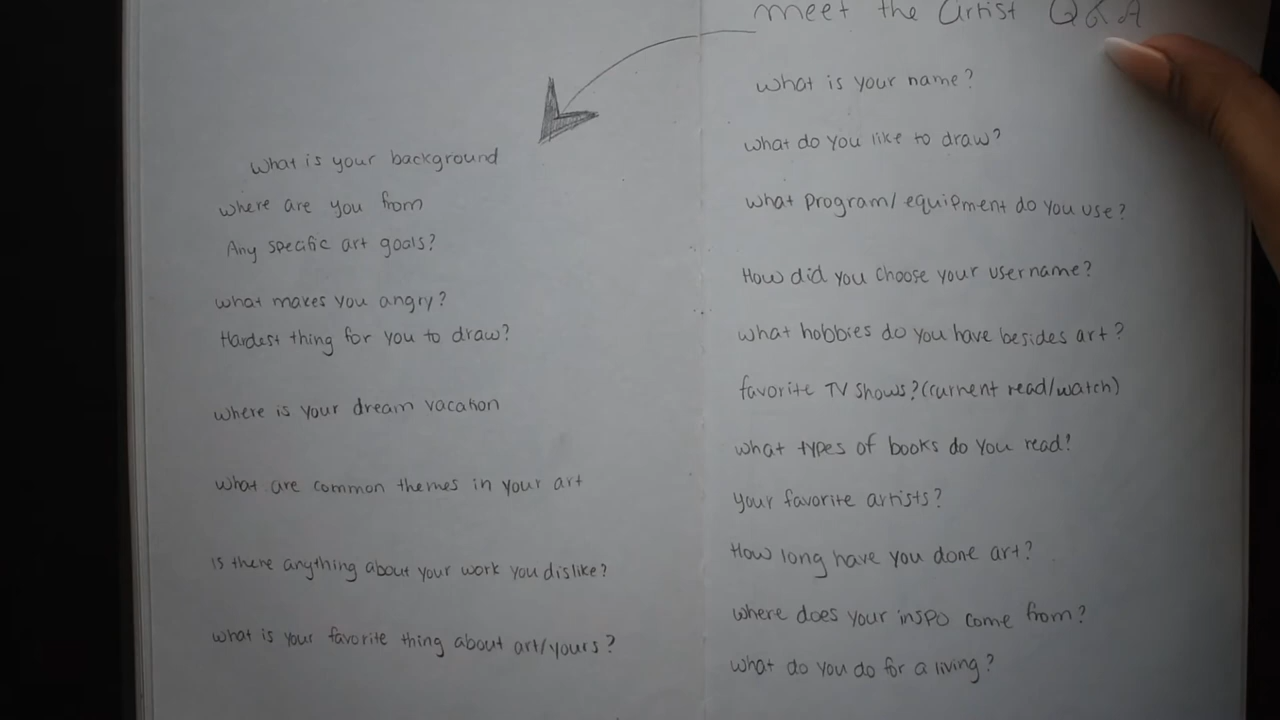 meet the artist Q&A
what is your name?
what do you like to draw?
what program/equipment do you use?
How did you choose your username?
what hobbies do you have besides art?
favorite TV shows?(current read/watch)
what types of books do you read?
your favorite artists?
How long have you done art?
where does your inspo come from?
what do you do for a living?
what is your background
where are you from
Any specific art goals?
what makes you angry?
Hardest thing for you to draw?
where is your dream vacation
what are common themes in your art
is there anything about your work you dislike?
what is your favorite thing about art/yours?